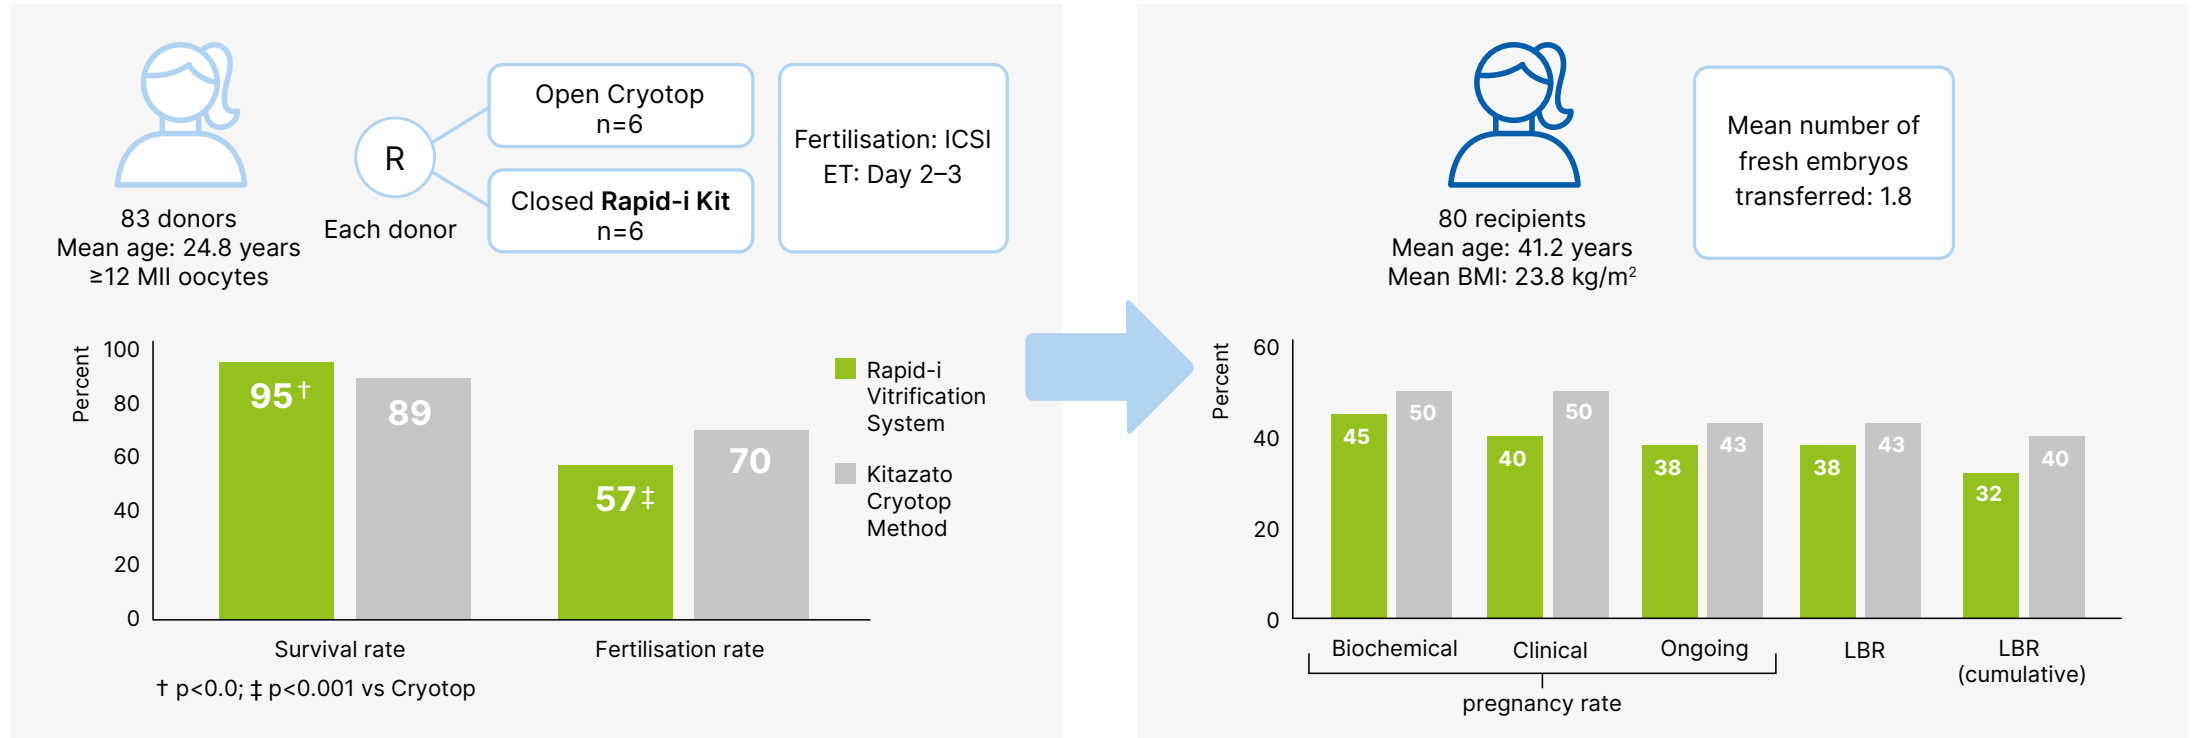 83 donors
Mean age: 24.8 years
≥12 MII oocytes
R
Each donor
Open Cryotop
n=6
Closed Rapid-i Kit
n=6
Fertilisation: ICSI
ET: Day 2–3
Percent
100
80
60
40
20
0
95†
89
57‡
70
Survival rate
Fertilisation rate
† p<0.0; ‡ p<0.001 vs Cryotop
Rapid-i
Vitrification
System
Kitazato
Cryotop
Method
80 recipients
Mean age: 41.2 years
Mean BMI: 23.8 kg/m²
Mean number of
fresh embryos
transferred: 1.8
Percent
60
40
20
0
45
50
40
50
38
43
38
43
32
40
Biochemical
Clinical
Ongoing
pregnancy rate
LBR
LBR
(cumulative)